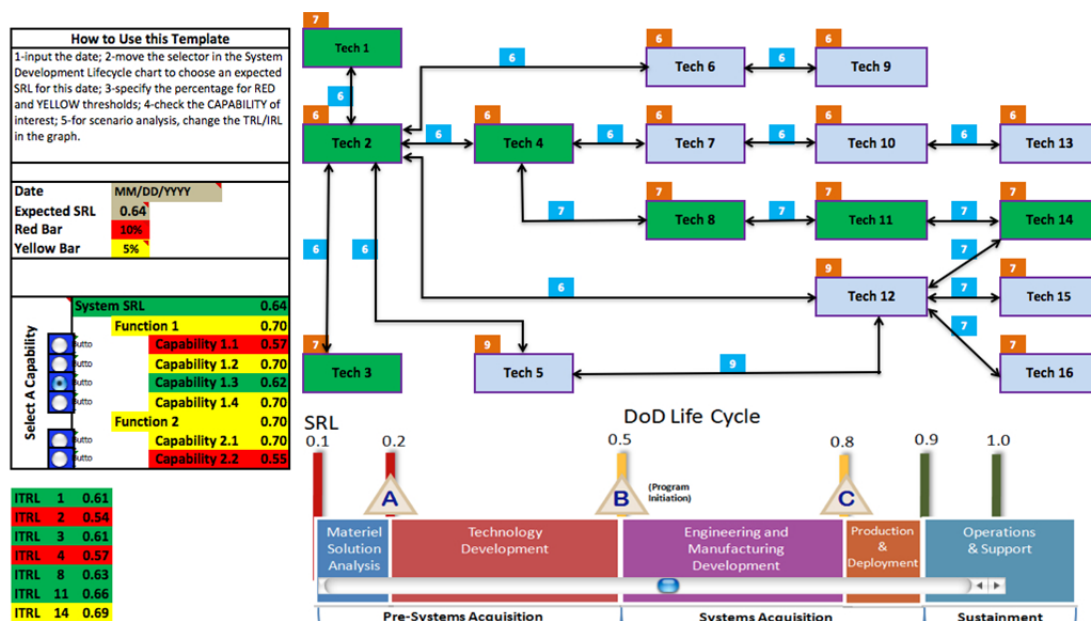 How to Use this Template
1-input the date; 2-move the selector in the System
Development Lifecycle chart to choose an expected
SRL for this date; 3-specify the percentage for RED
and YELLOW thresholds; 4-check the CAPABILITY of
interest; 5-for scenario analysis, change the TRL/IRL
in the graph.
Date MM/DD/YYYY
Expected SRL 0.64
Red Bar 10%
Yellow Bar 5%
Select A Capability
System SRL 0.64
Function 1 0.70
Butto Capability 1.1 0.57
Butto Capability 1.2 0.70
Butto Capability 1.3 0.62
Butto Capability 1.4 0.70
Function 2 0.70
Butto Capability 2.1 0.70
Butto Capability 2.2 0.55
ITRL 1 0.61
ITRL 2 0.54
ITRL 3 0.61
ITRL 4 0.57
ITRL 8 0.63
ITRL 11 0.66
ITRL 14 0.69
7
Tech 1
6
6
Tech 2
6
6
6
7
Tech 3
6
6
Tech 4
7
9
Tech 5
9
6
6
Tech 6
6
6
Tech 9
6
6
Tech 7
6
6
Tech 10
6
6
Tech 13
7
Tech 8
7
7
Tech 11
7
7
Tech 14
6
9
Tech 12
7
7
7
7
Tech 15
7
Tech 16
SRL
DoD Life Cycle
0.1 0.2 0.5 0.8 0.9 1.0
A
B
(Program
Initiation)
C
Materiel
Solution
Analysis
Technology
Development
Engineering and
Manufacturing
Development
Production
&
Deployment
Operations
& Support
Pre-Systems Acquisition
Systems Acquisition
Sustainment